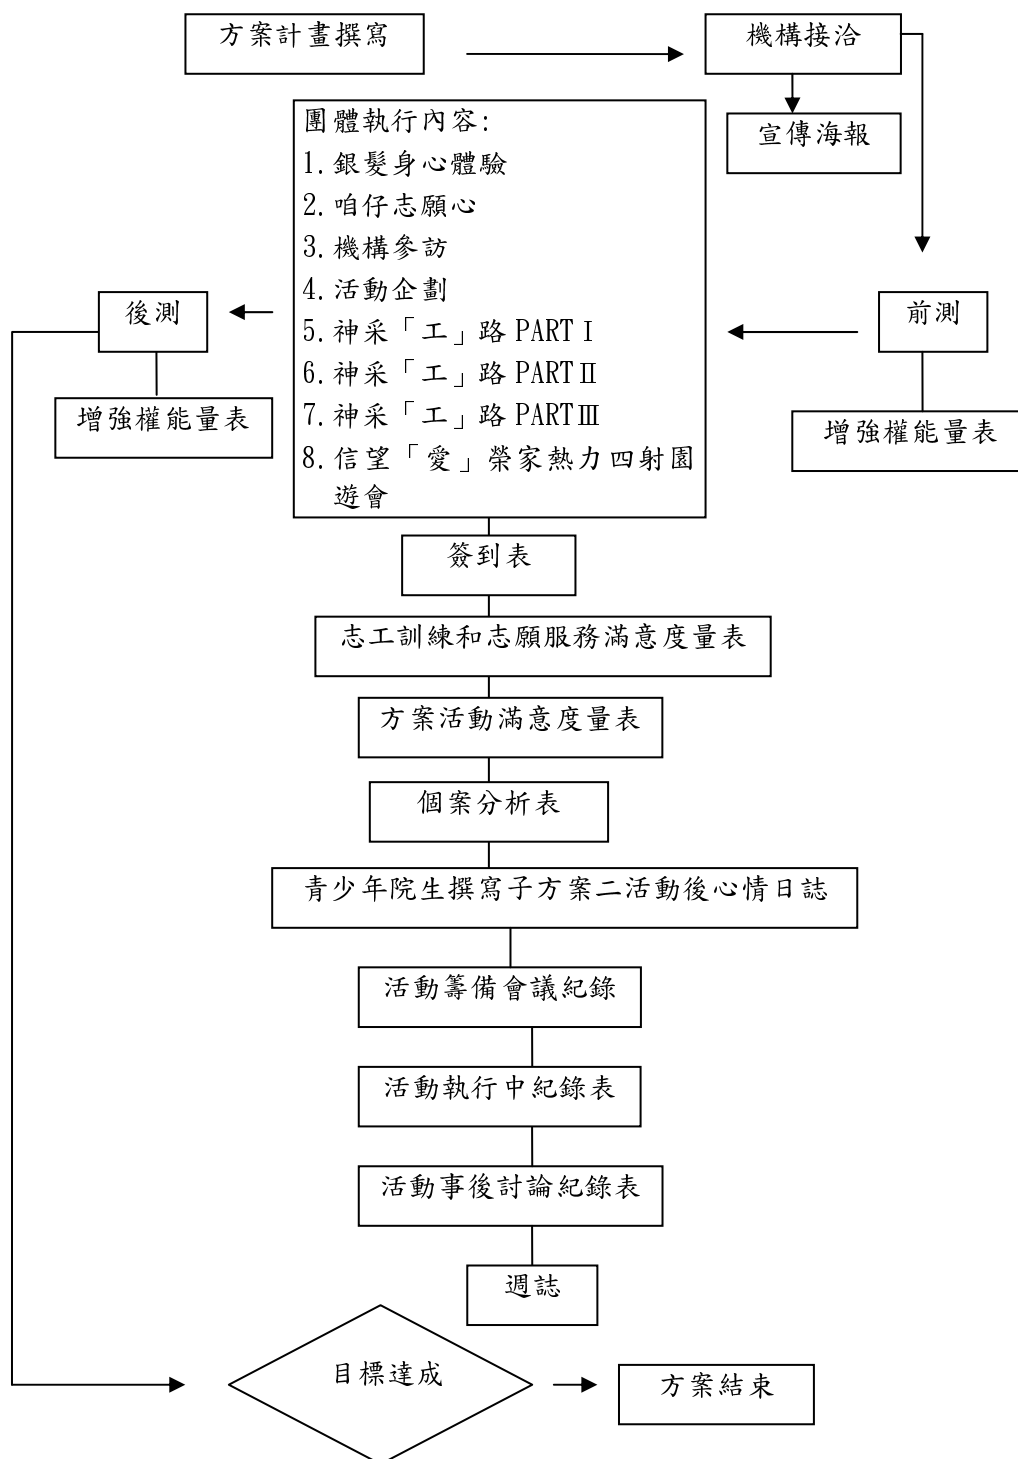 方案計畫撰寫
機構接洽
宣傳海報
團體執行內容:
1.銀髮身心體驗
2.咱仔志願心
3.機構參訪
4.活動企劃
5.神采「工」路 PARTⅠ
6.神采「工」路 PARTⅡ
7.神采「工」路 PARTⅢ
8.信望「愛」榮家熱力四射園
遊會
後測
前測
增強權能量表
增強權能量表
簽到表
志工訓練和志願服務滿意度量表
方案活動滿意度量表
個案分析表
青少年院生撰寫子方案二活動後心情日誌
活動籌備會議紀錄
活動執行中紀錄表
活動事後討論紀錄表
週誌
目標達成
方案結束